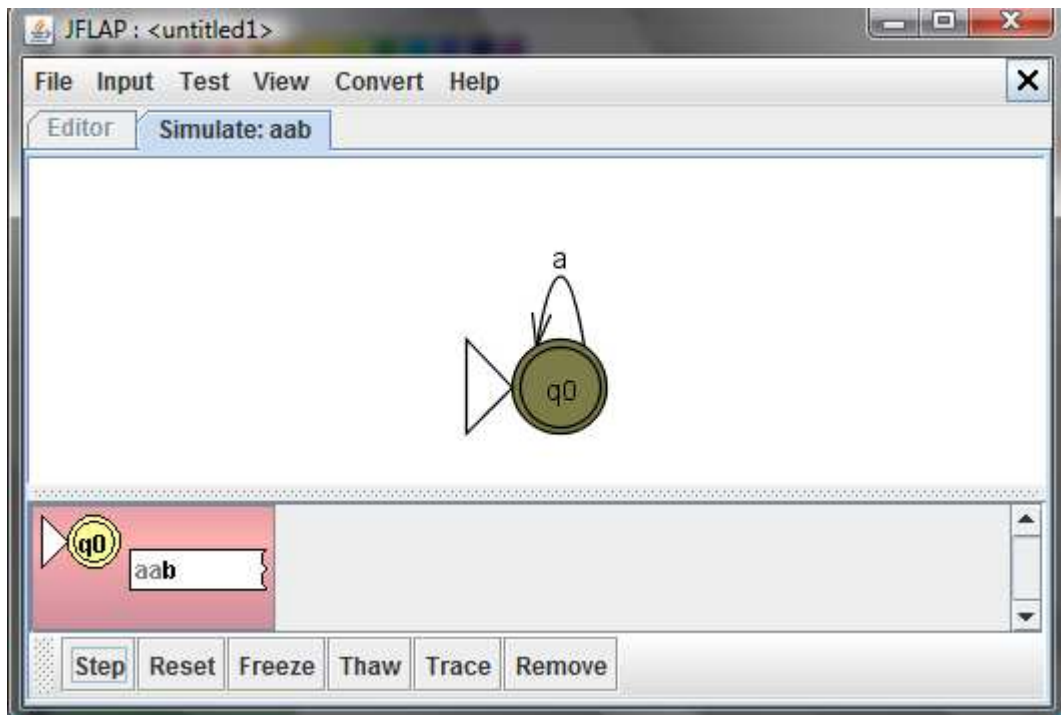 JFLAP : <untitled1>
File Input Test View Convert Help
Editor Simulate: aab
a
q0
q0
aab
Step Reset Freeze Thaw Trace Remove